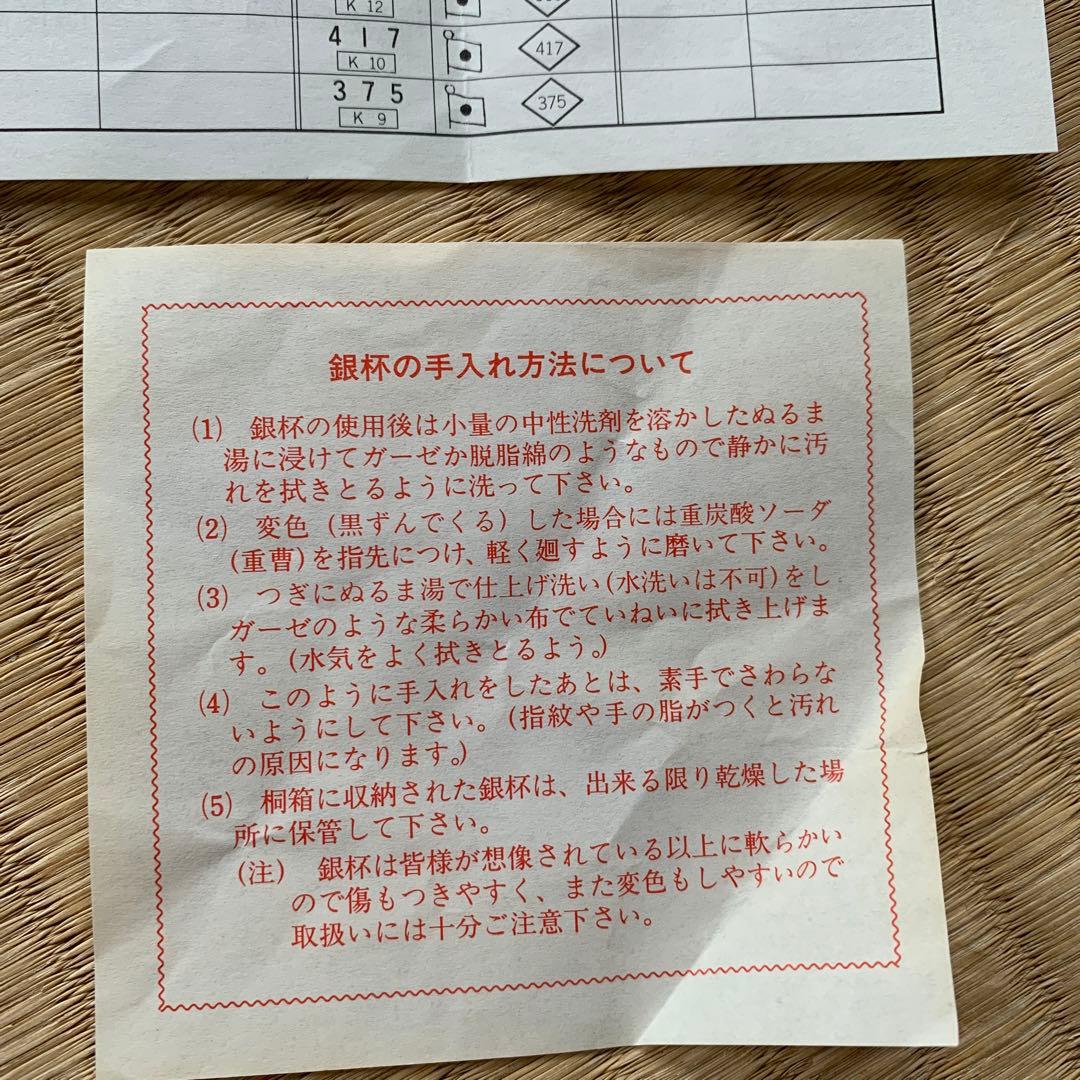 K 12
417
K 10
417
375
K 9
375
銀杯の手入れ方法について
(1) 銀杯の使用後は小量の中性洗剤を溶かしたぬるま
湯に浸けてガーゼか脱脂綿のようなもので静かに汚
れを拭きとるように洗って下さい。
(2) 変色(黒ずんでくる)した場合には重炭酸ソーダ
(重曹)を指先につけ、軽く廻すように磨いて下さい。
(3) つぎにぬるま湯で仕上げ洗い(水洗いは不可)をし
ガーゼのような柔らかい布でていねいに拭き上げま
す。(水気をよく拭きとるよう。)
(4) このように手入れをしたあとは、素手でさわらな
いようにして下さい。(指紋や手の脂がつくと汚れ
の原因になります。)
(5) 桐箱に収納された銀杯は、出来る限り乾燥した場
所に保管して下さい。
(注) 銀杯は皆様が想像されている以上に軟らかい
ので傷もつきやすく、また変色もしやすいので
取扱いには十分ご注意下さい。